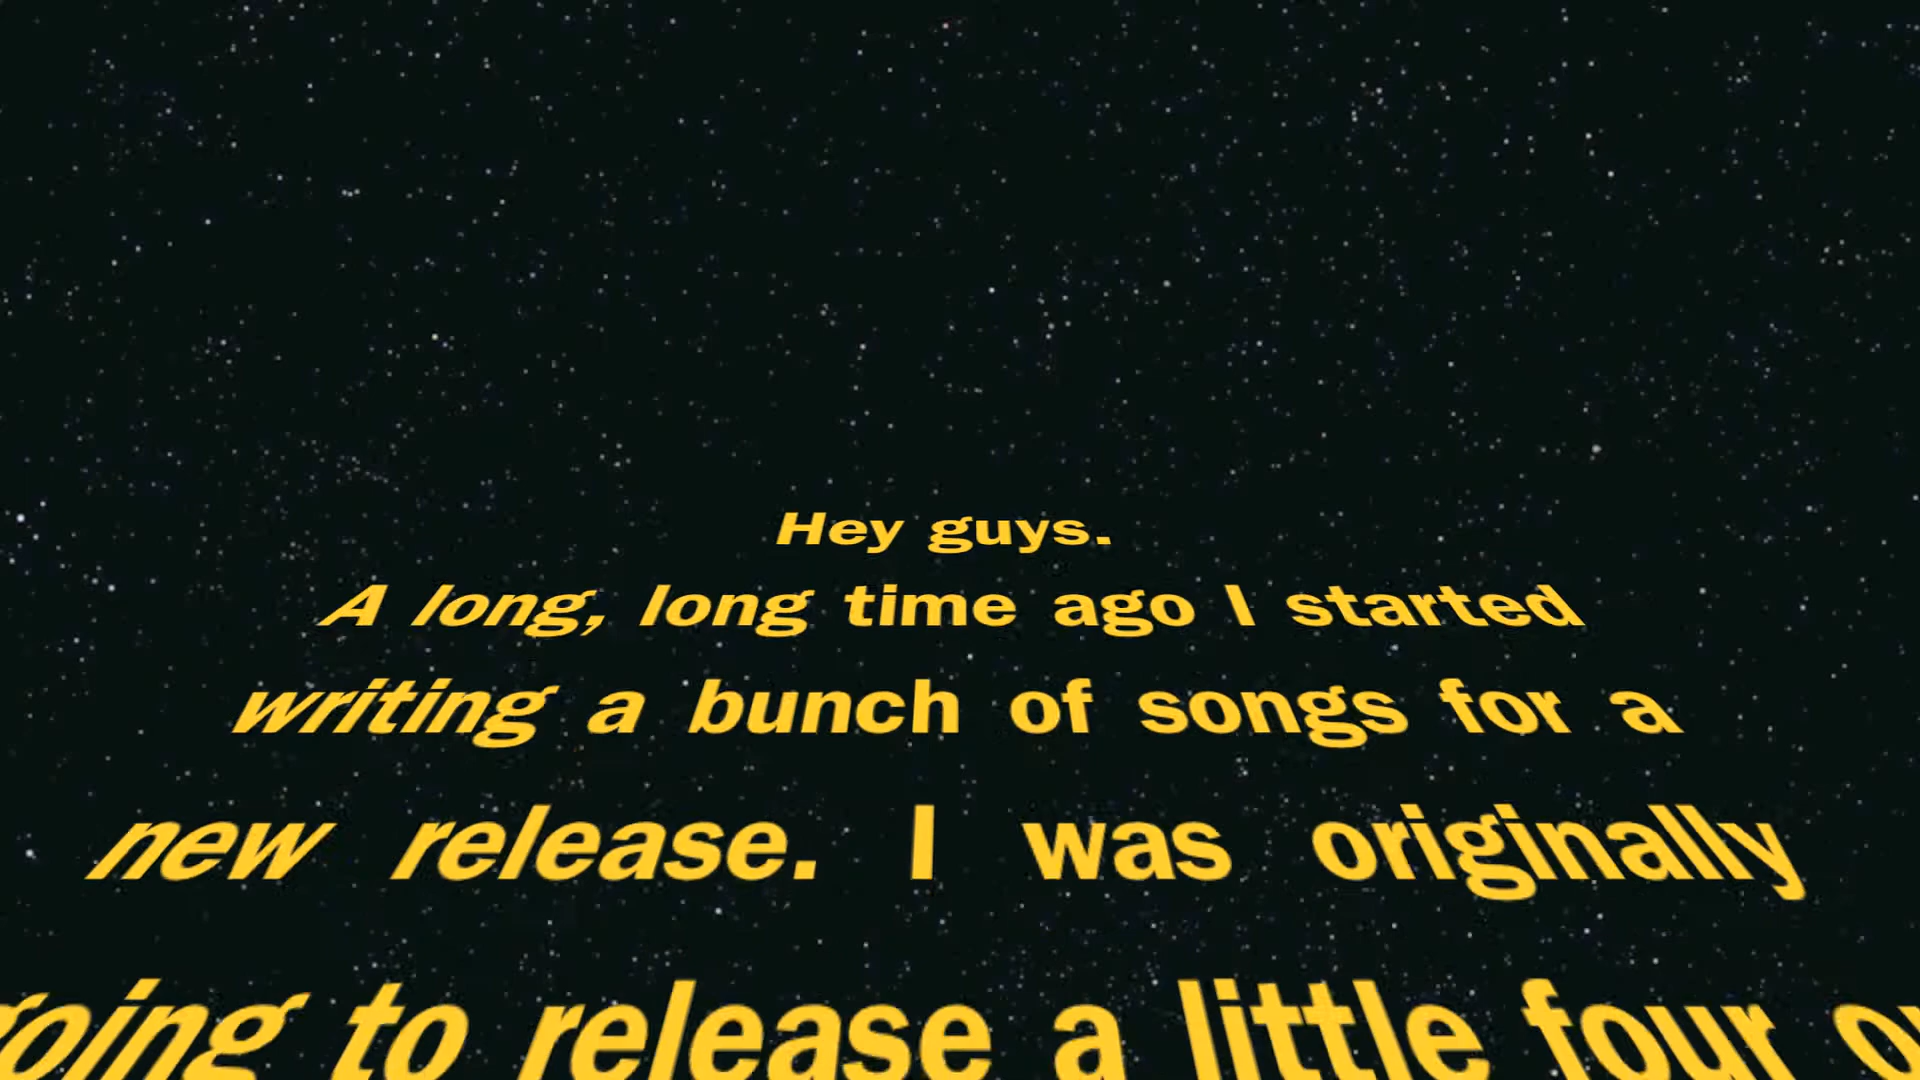 Hey guys.
A long, long time ago I started
writing a bunch of songs for a
new release. I was originally
going to release a little four